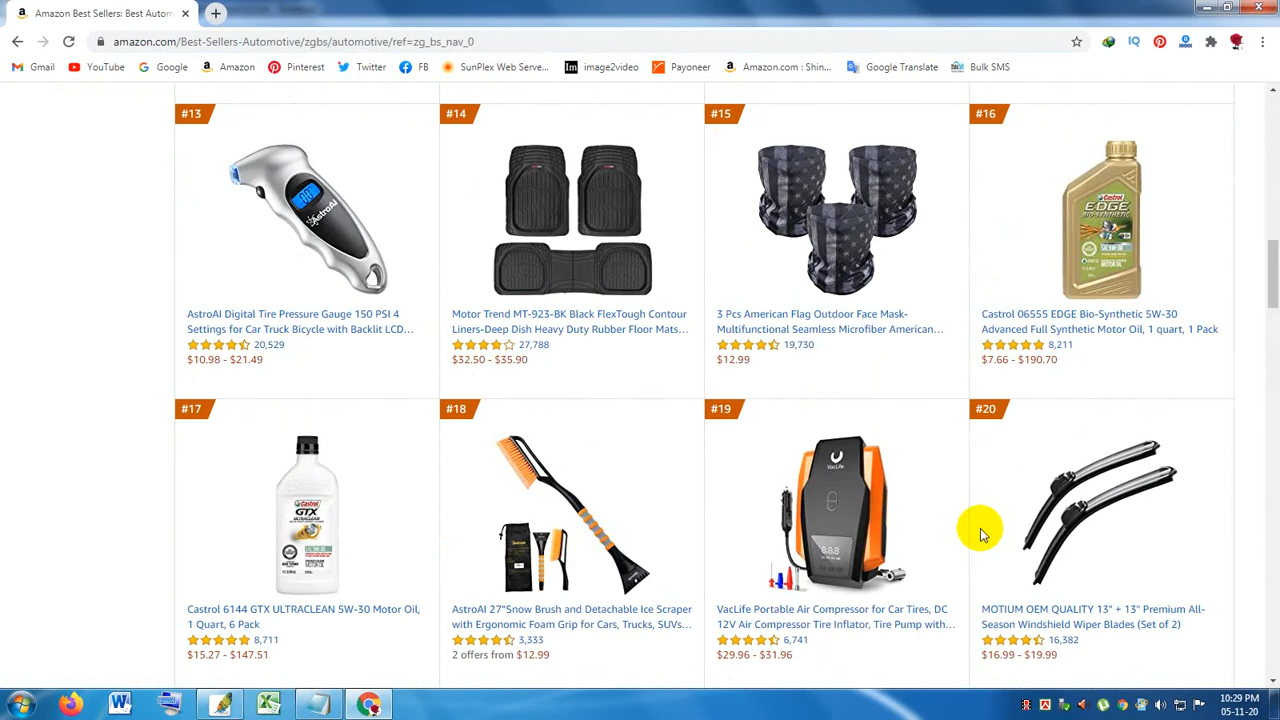 Amazon Best Sellers: Best Autom
amazon.com/Best-Sellers-Automotive/zgbs/automotive/ref=zg_bs_nav_0
Gmail YouTube Google Amazon Pinterest Twitter FB SunPlex Web Serve... image2video Payoneer Amazon.com : Shin... Google Translate Bulk SMS
#13
AstroAI
AstroAI Digital Tire Pressure Gauge 150 PSI 4
Settings for Car Truck Bicycle with Backlit LCD...
20,529
$10.98 - $21.49
#14
Motor Trend MT-923-BK Black FlexTough Contour
Liners-Deep Dish Heavy Duty Rubber Floor Mats...
27,788
$32.50 - $35.90
#15
3 Pcs American Flag Outdoor Face Mask-
Multifunctional Seamless Microfiber American...
19,730
$12.99
#16
Castrol
EDGE
BIO-SYNTHETIC
Castrol 06555 EDGE Bio-Synthetic 5W-30
Advanced Full Synthetic Motor Oil, 1 quart, 1 Pack
8,211
$7.66 - $190.70
#17
Castrol
GTX
ULTRACLEAN
Castrol 6144 GTX ULTRACLEAN 5W-30 Motor Oil,
1 Quart, 6 Pack
8,711
$15.27 - $147.51
#18
AstroAI 27"Snow Brush and Detachable Ice Scraper
with Ergonomic Foam Grip for Cars, Trucks, SUVs...
3,333
2 offers from $12.99
#19
VacLife
VacLife Portable Air Compressor for Car Tires, DC
12V Air Compressor Tire Inflator, Tire Pump with...
6,741
$29.96 - $31.96
#20
MOTIUM OEM QUALITY 13" + 13" Premium All-
Season Windshield Wiper Blades (Set of 2)
16,382
$16.99 - $19.99
10:29 PM
05-11-20